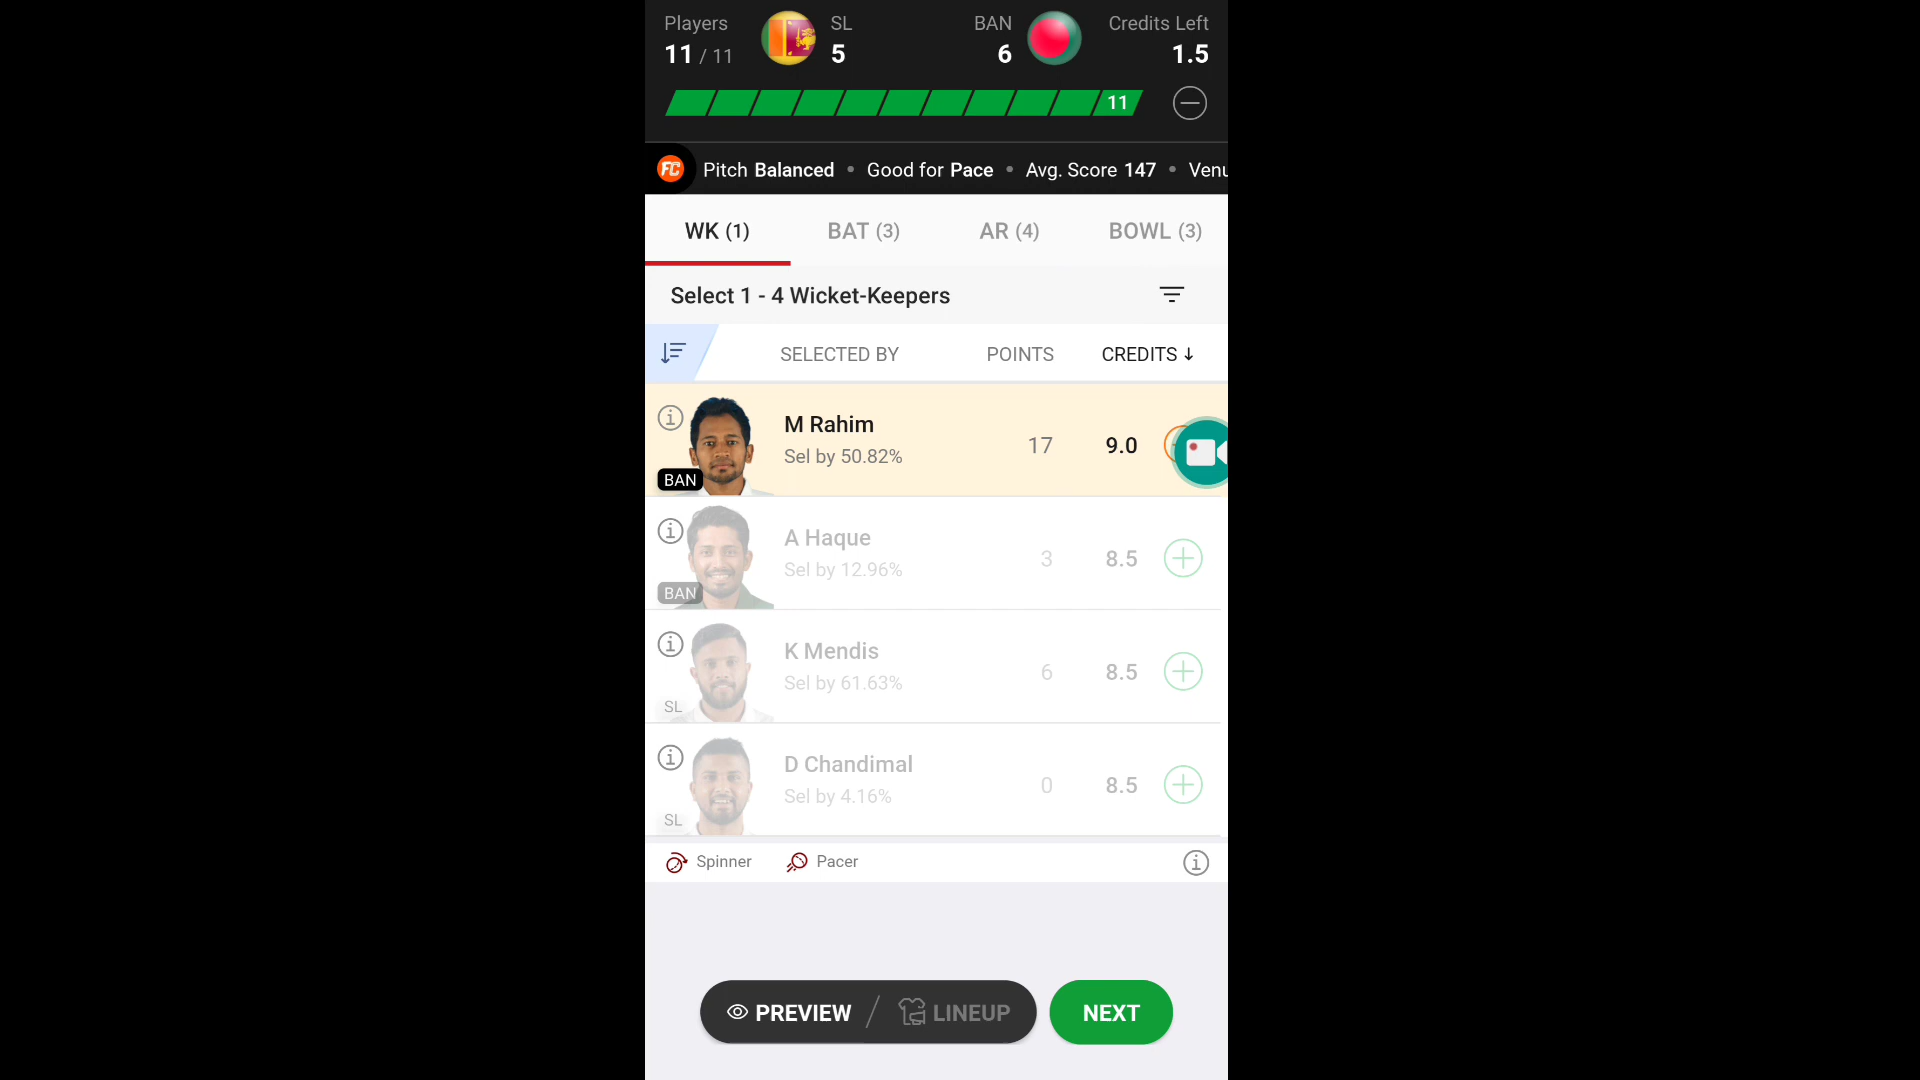 Players SL BAN Credits Left
11 / 11 5 6 1.5
11
FC Pitch Balanced • Good for Pace • Avg. Score 147 • Venu
WK (1) BAT (3) AR (4) BOWL (3)
Select 1 - 4 Wicket-Keepers
SELECTED BY POINTS CREDITS ↓
M Rahim
Sel by 50.82% 17 9.0
BAN
A Haque
Sel by 12.96% 3 8.5
BAN
K Mendis
Sel by 61.63% 6 8.5
SL
D Chandimal
Sel by 4.16% 0 8.5
SL
Spinner Pacer
PREVIEW / LINEUP NEXT